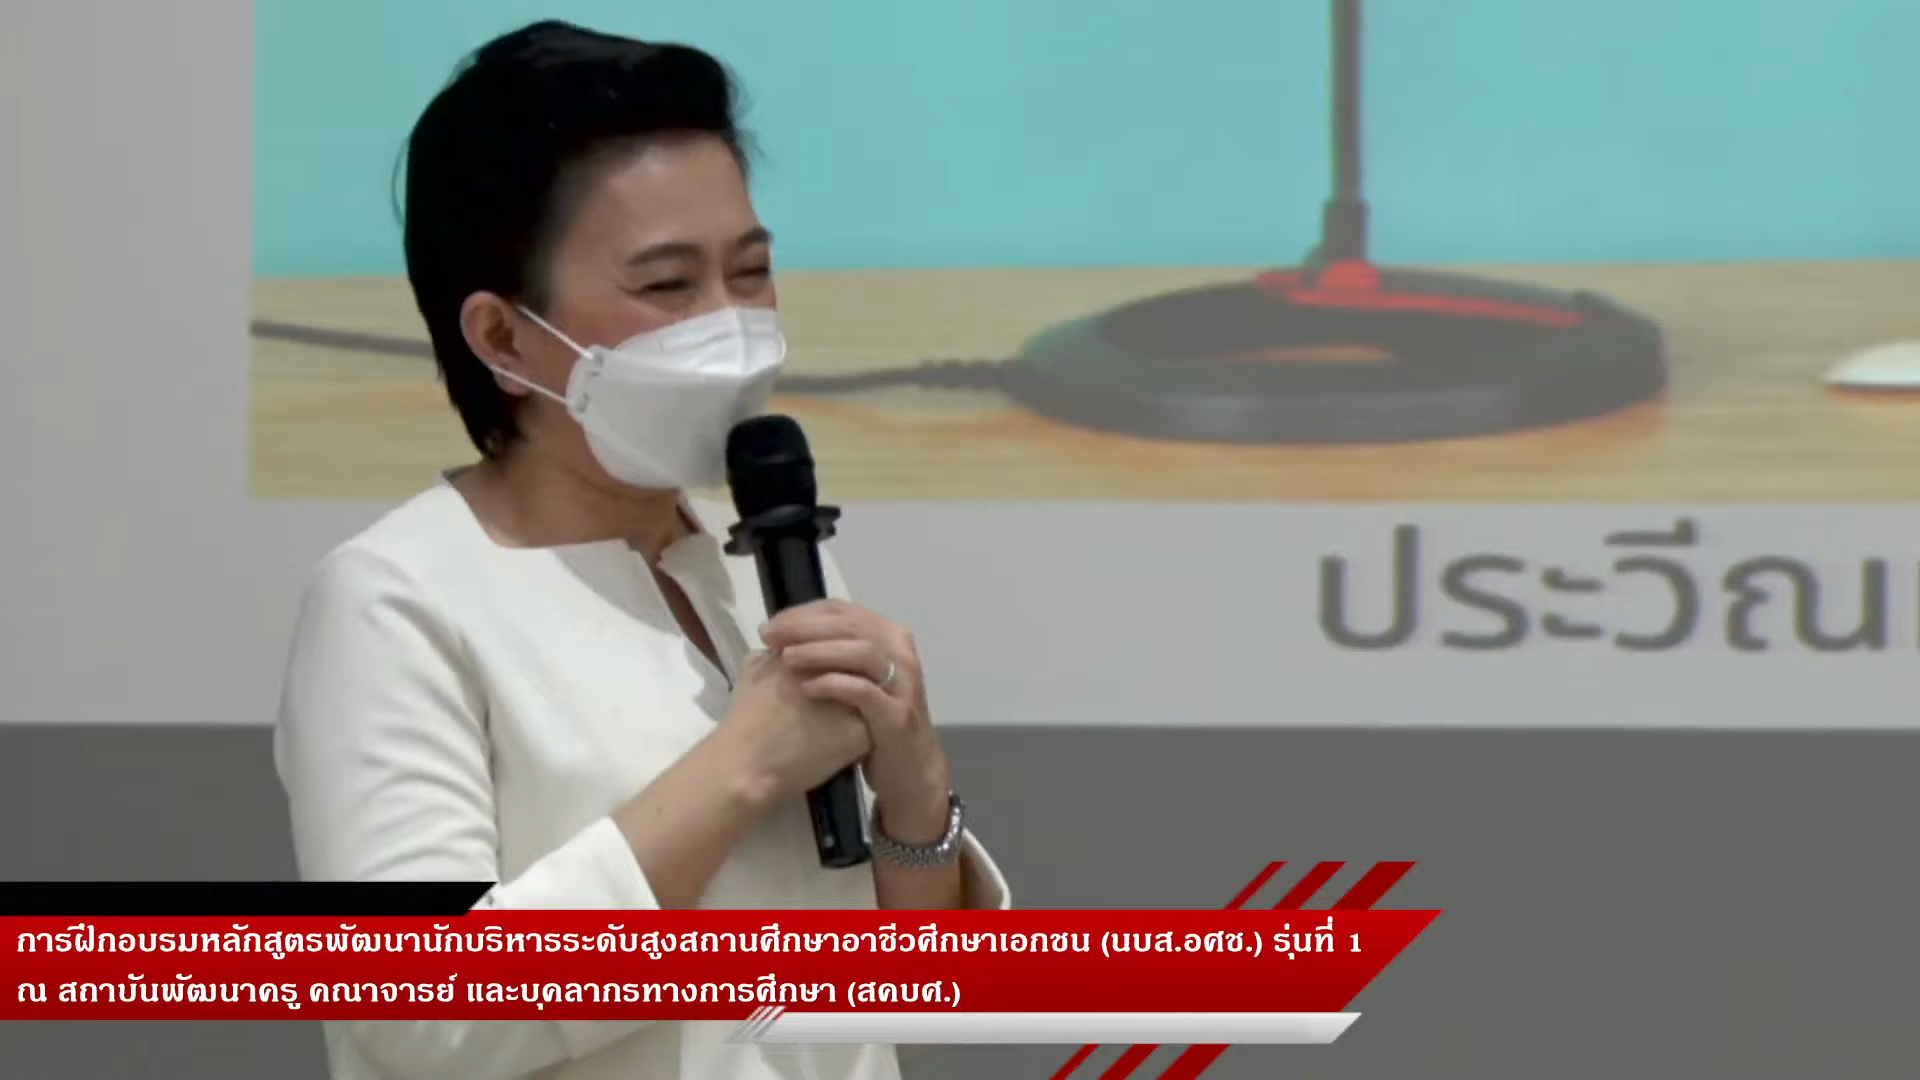 ประวีณ
การฝึกอบรมหลักสูตรพัฒนานักบริหารระดับสูงสถานศึกษาอาชีวศึกษาเอกชน (นบส.อศช.) รุ่นที่ 1
ณ สถาบันพัฒนาครู คณาจารย์ และบุคลากรทางการศึกษา (สคบศ.)